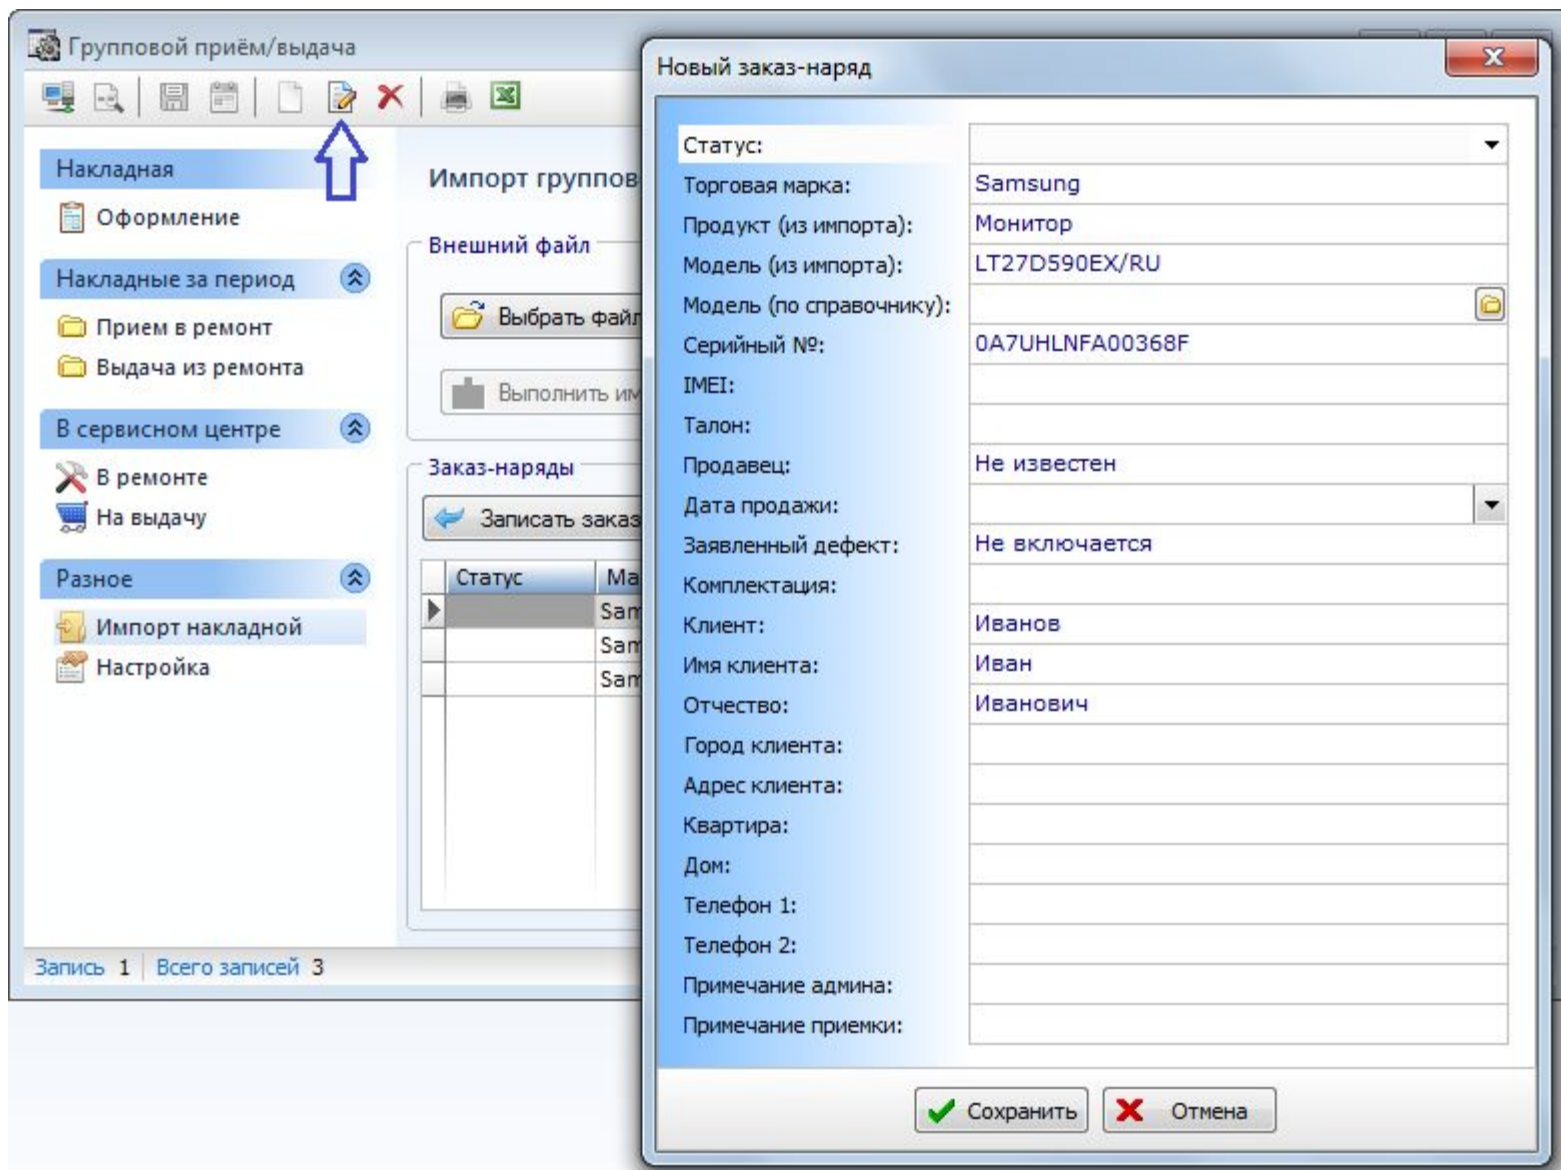 Групповой приём/выдача
Накладная
Оформление
Накладные за период
Прием в ремонт
Выдача из ремонта
В сервисном центре
В ремонте
На выдачу
Разное
Импорт накладной
Настройка
Импорт группов
Внешний файл
Выбрать файл
Выполнить им
Заказ-наряды
Записать заказ
Статус Ма
Sam
Sam
Sam
Запись 1 Всего записей 3
Новый заказ-наряд
Статус:
Торговая марка: Samsung
Продукт (из импорта): Монитор
Модель (из импорта): LT27D590EX/RU
Модель (по справочнику):
Серийный №: 0A7UHLNFA00368F
IMEI:
Талон:
Продавец: Не известен
Дата продажи:
Заявленный дефект: Не включается
Комплектация:
Клиент: Иванов
Имя клиента: Иван
Отчество: Иванович
Город клиента:
Адрес клиента:
Квартира:
Дом:
Телефон 1:
Телефон 2:
Примечание админа:
Примечание приемки:
Сохранить Отмена